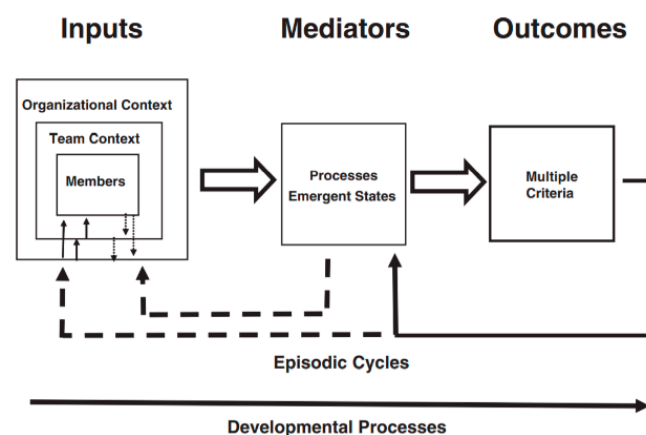 Inputs
Mediators
Outcomes
Organizational Context
Team Context
Members
Processes
Emergent States
Multiple
Criteria
Episodic Cycles
Developmental Processes